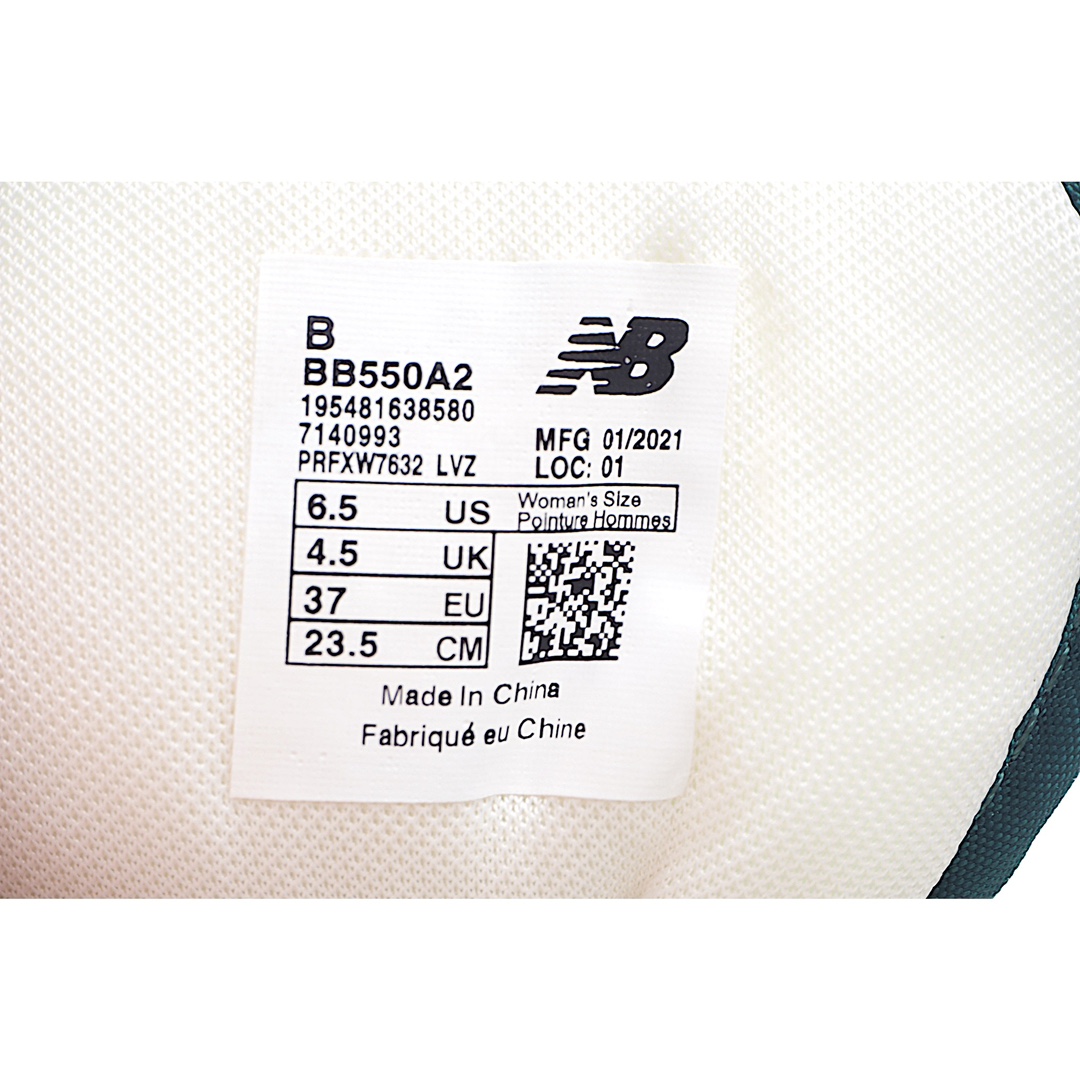 B
BB550A2
195481638580
7140993
PRFXW7632 LVZ
NB
MFG 01/2021
LOC: 01
6.5 US Woman's Size
Pointure Hommes
4.5 UK
37 EU
23.5 CM
Made In China
Fabriqué eu Chine